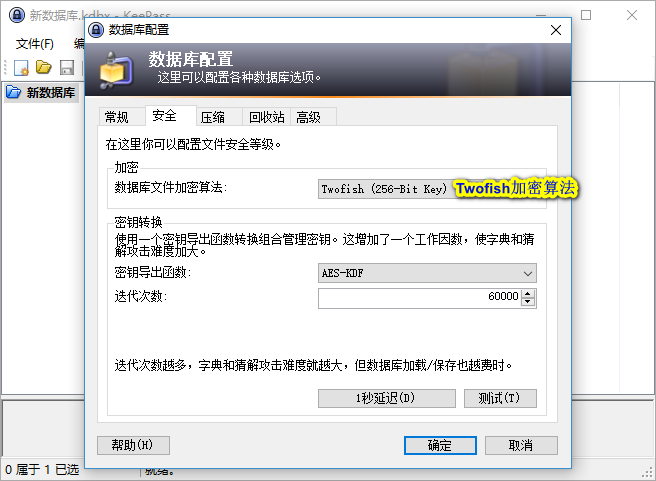 新数据库.kdbx - KeePass
文件(F)
新数据库
0 属于 1 已选
就绪。
数据库配置
数据库配置
这里可以配置各种数据库选项。
常规
安全
压缩
回收站
高级
在这里你可以配置文件安全等级。
加密
数据库文件加密算法:
Twofish (256-Bit Key)
Twofish加密算法
密钥转换
使用一个密钥导出函数转换组合管理密钥。这增加了一个工作因数，使字典和猜
解攻击难度加大。
密钥导出函数:
AES-KDF
迭代次数:
60000
迭代次数越多，字典和猜解攻击难度就越大，但数据库加载/保存也越费时。
1秒延迟(D)
测试(T)
帮助(H)
确定
取消